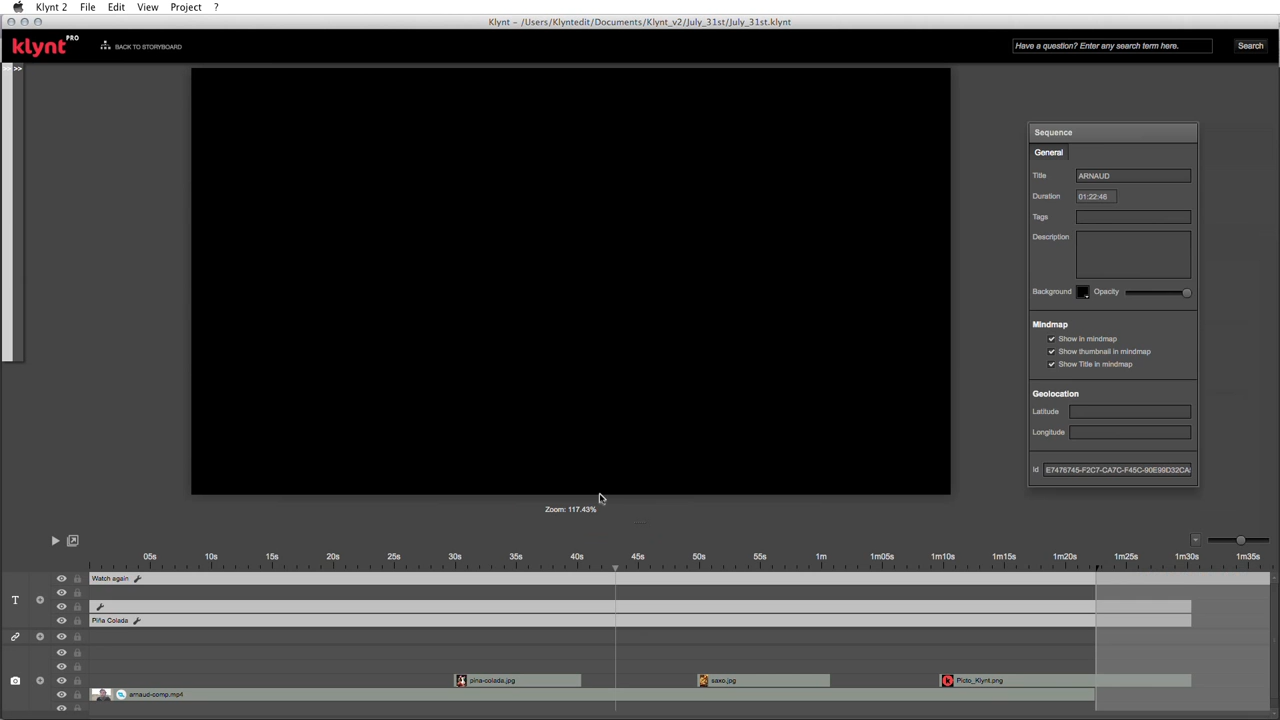 Klynt 2 File Edit View Project ?
Klynt – /Users/Klyntedit/Documents/Klynt_v2/July_31st/July_31st.klynt
klynt PRO
BACK TO STORYBOARD
Have a question? Enter any search term here.
Search
>> >>
Sequence
General
Title ARNAUD
Duration 01:22:46
Tags
Description
Background Opacity
Mindmap
Show in mindmap
Show thumbnail in mindmap
Show Title in mindmap
Geolocation
Latitude
Longitude
id E7476745-F2C7-CA7C-F45C-90E99D32CA
Zoom: 117.43%
05s 10s 15s 20s 25s 30s 35s 40s 45s 50s 55s 1m 1m05s 1m10s 1m15s 1m20s 1m25s 1m30s 1m35s
Watch again
T
Piña Colada
pina-colada.jpg saxo.jpg Picto_Klynt.png
arnaud-comp.mp4